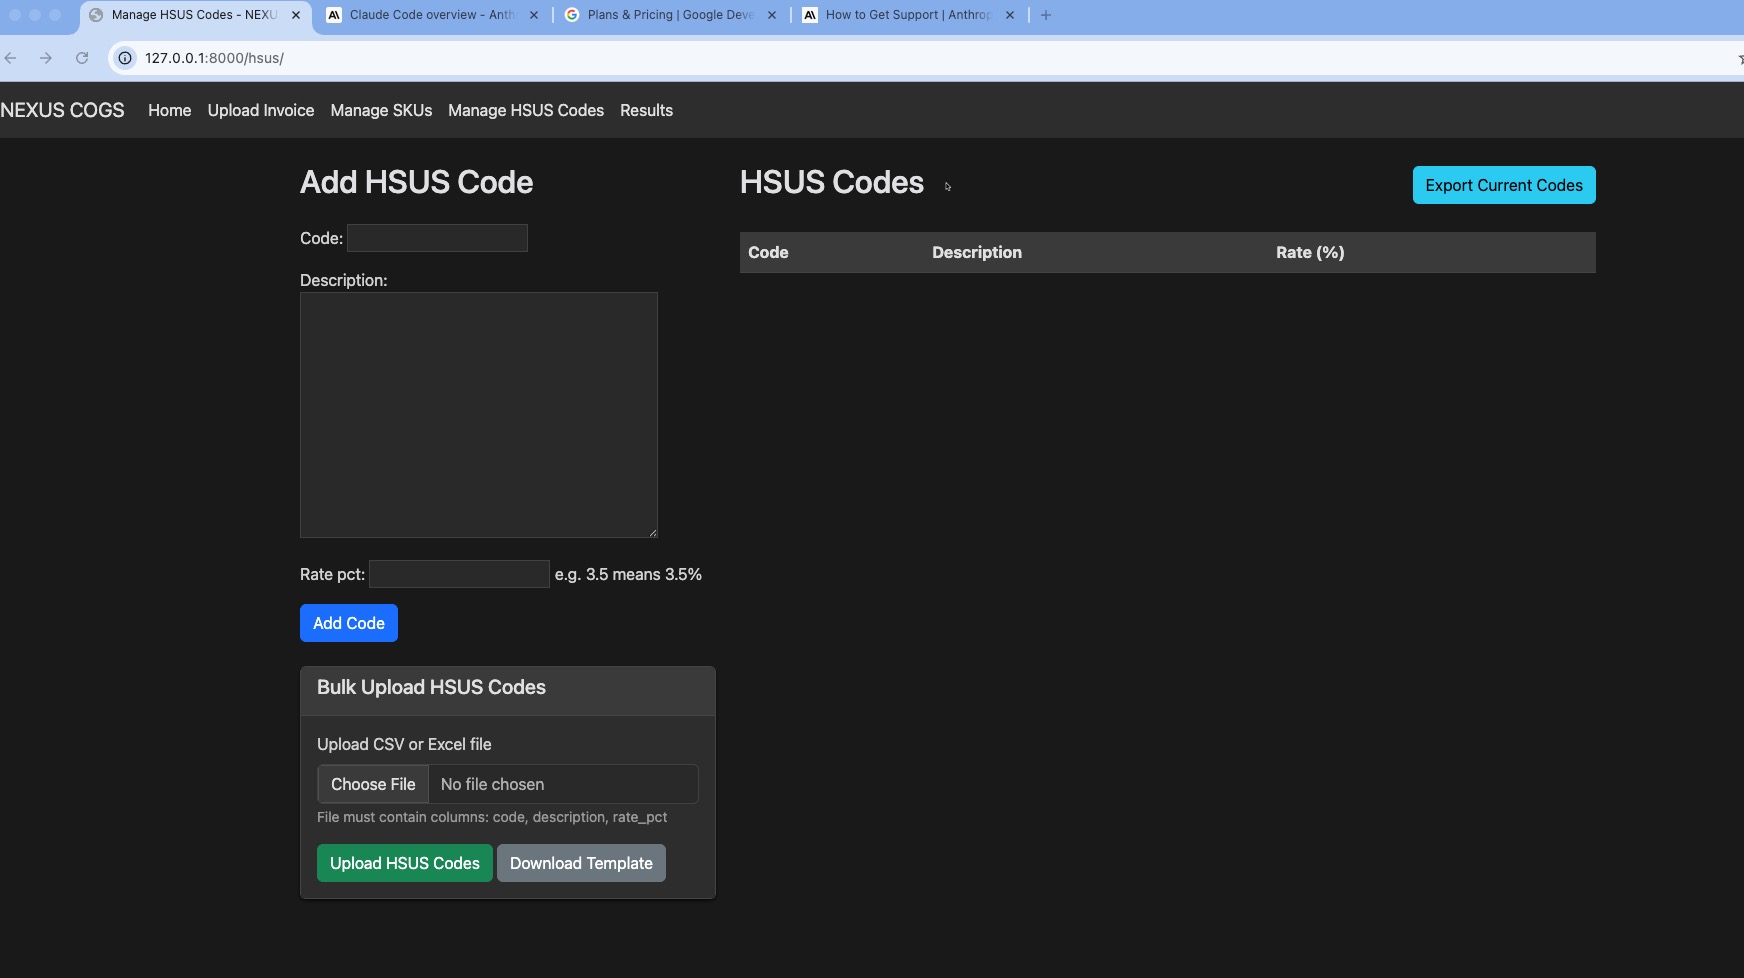 Manage HSUS Codes - NEXU
Claude Code overview - Anth
Plans & Pricing | Google Deve
How to Get Support | Anthrop
127.0.0.1:8000/hsus/
NEXUS COGS Home Upload Invoice Manage SKUs Manage HSUS Codes Results
Add HSUS Code
Code:
Description:
Rate pct: e.g. 3.5 means 3.5%
Add Code
Bulk Upload HSUS Codes
Upload CSV or Excel file
Choose File No file chosen
File must contain columns: code, description, rate_pct
Upload HSUS Codes Download Template
HSUS Codes
Export Current Codes
Code Description Rate (%)